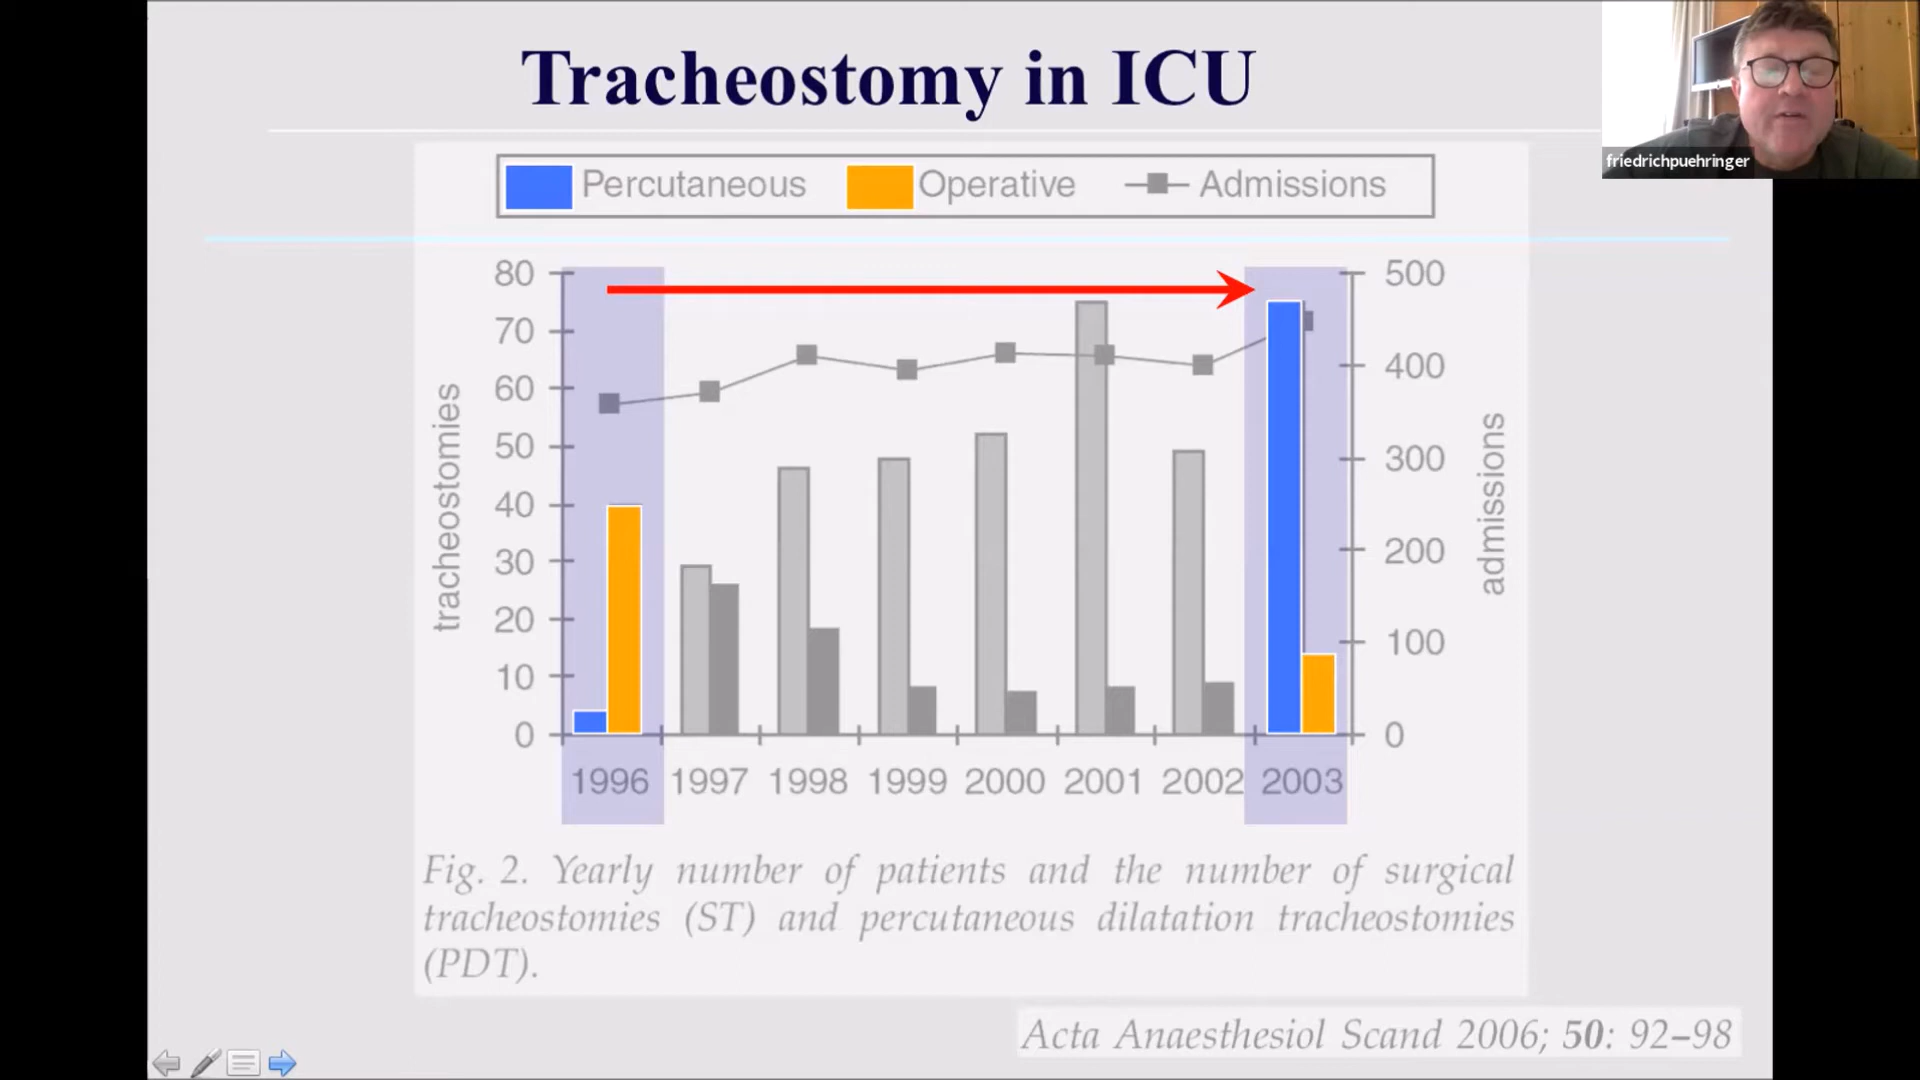 Tracheostomy in ICU
friedrichpuehringer
Percutaneous Operative Admissions
80
70
60
50
40
30
20
10
0
tracheostomies
500
400
300
200
100
0
admissions
1996 1997 1998 1999 2000 2001 2002 2003
Fig. 2. Yearly number of patients and the number of surgical
tracheostomies (ST) and percutaneous dilatation tracheostomies
(PDT).
Acta Anaesthesiol Scand 2006; 50: 92–98